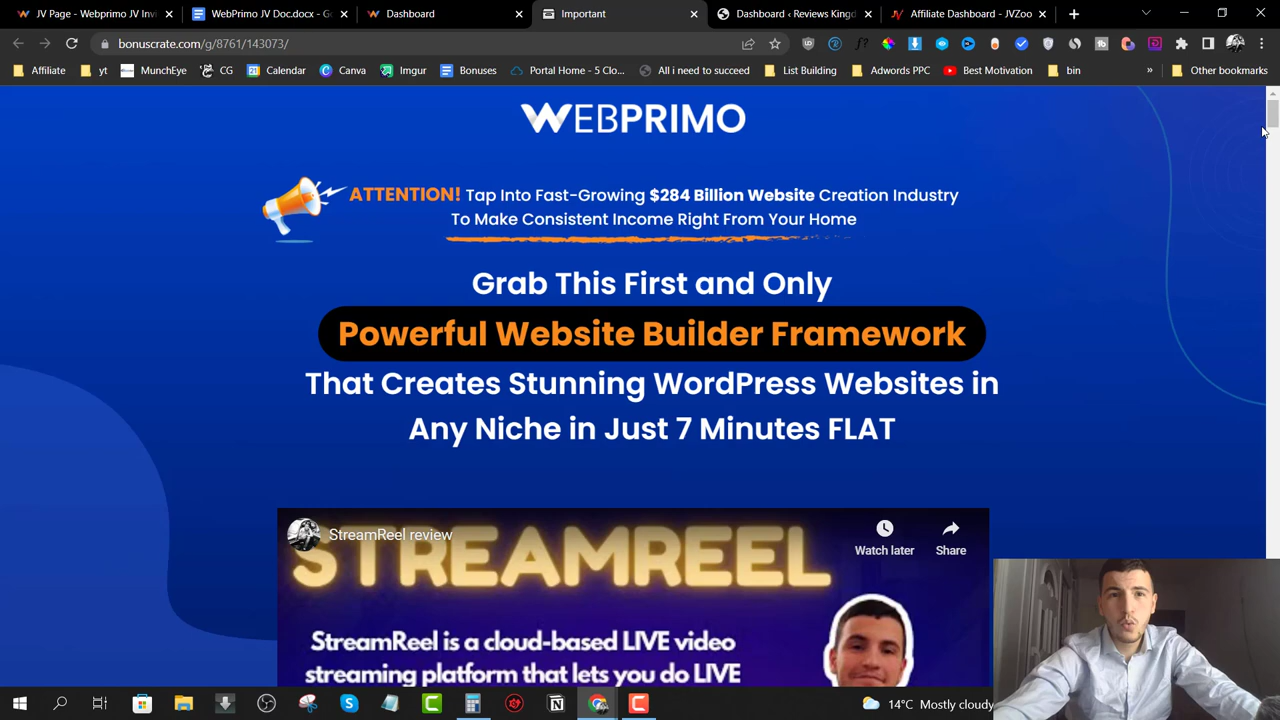 JV Page - Webprimo JV Invi
WebPrimo JV Doc.docx - G
Dashboard
Important
Dashboard ‹ Reviews King
Affiliate Dashboard - JVZoo
bonuscrate.com/g/8761/143073/
Affiliate
yt
MunchEye
CG
Calendar
Canva
Imgur
Bonuses
Portal Home - 5 Clo...
All i need to succeed
List Building
Adwords PPC
Best Motivation
bin
»
Other bookmarks
WEBPRIMO
ATTENTION! Tap Into Fast-Growing $284 Billion Website Creation Industry
To Make Consistent Income Right From Your Home
Grab This First and Only
Powerful Website Builder Framework
That Creates Stunning WordPress Websites in
Any Niche in Just 7 Minutes FLAT
StreamReel review
Watch later
Share
STREAMREEL
StreamReel is a cloud-based LIVE video
streaming platform that lets you do LIVE
14°C Mostly cloudy